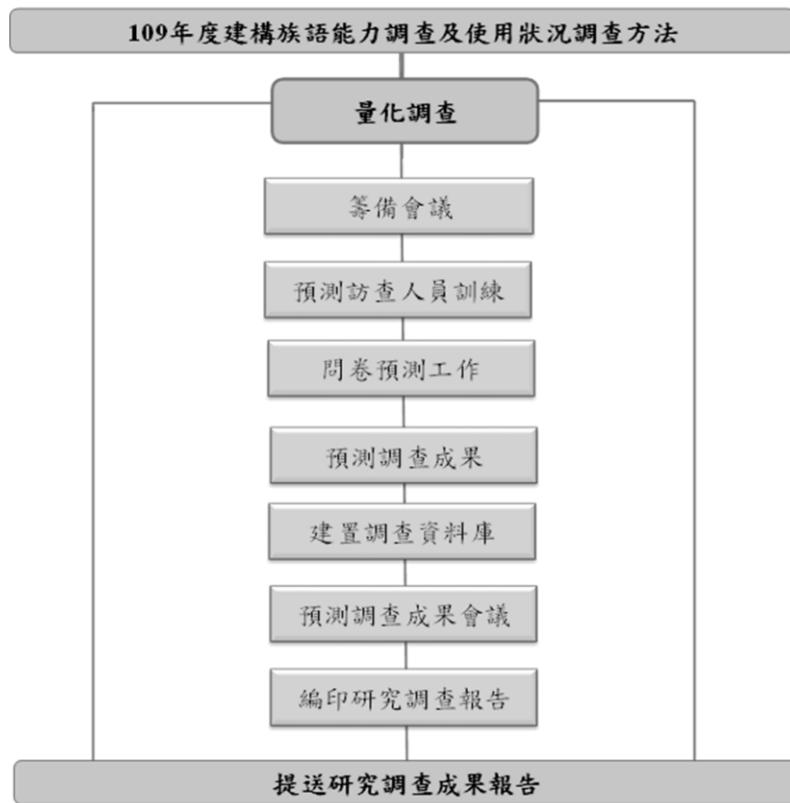 109年度建構族語能力調查及使用狀況調查方法
量化調查
籌備會議
預測訪查人員訓練
問卷預測工作
預測調查成果
建置調查資料庫
預測調查成果會議
編印研究調查報告
提送研究調查成果報告